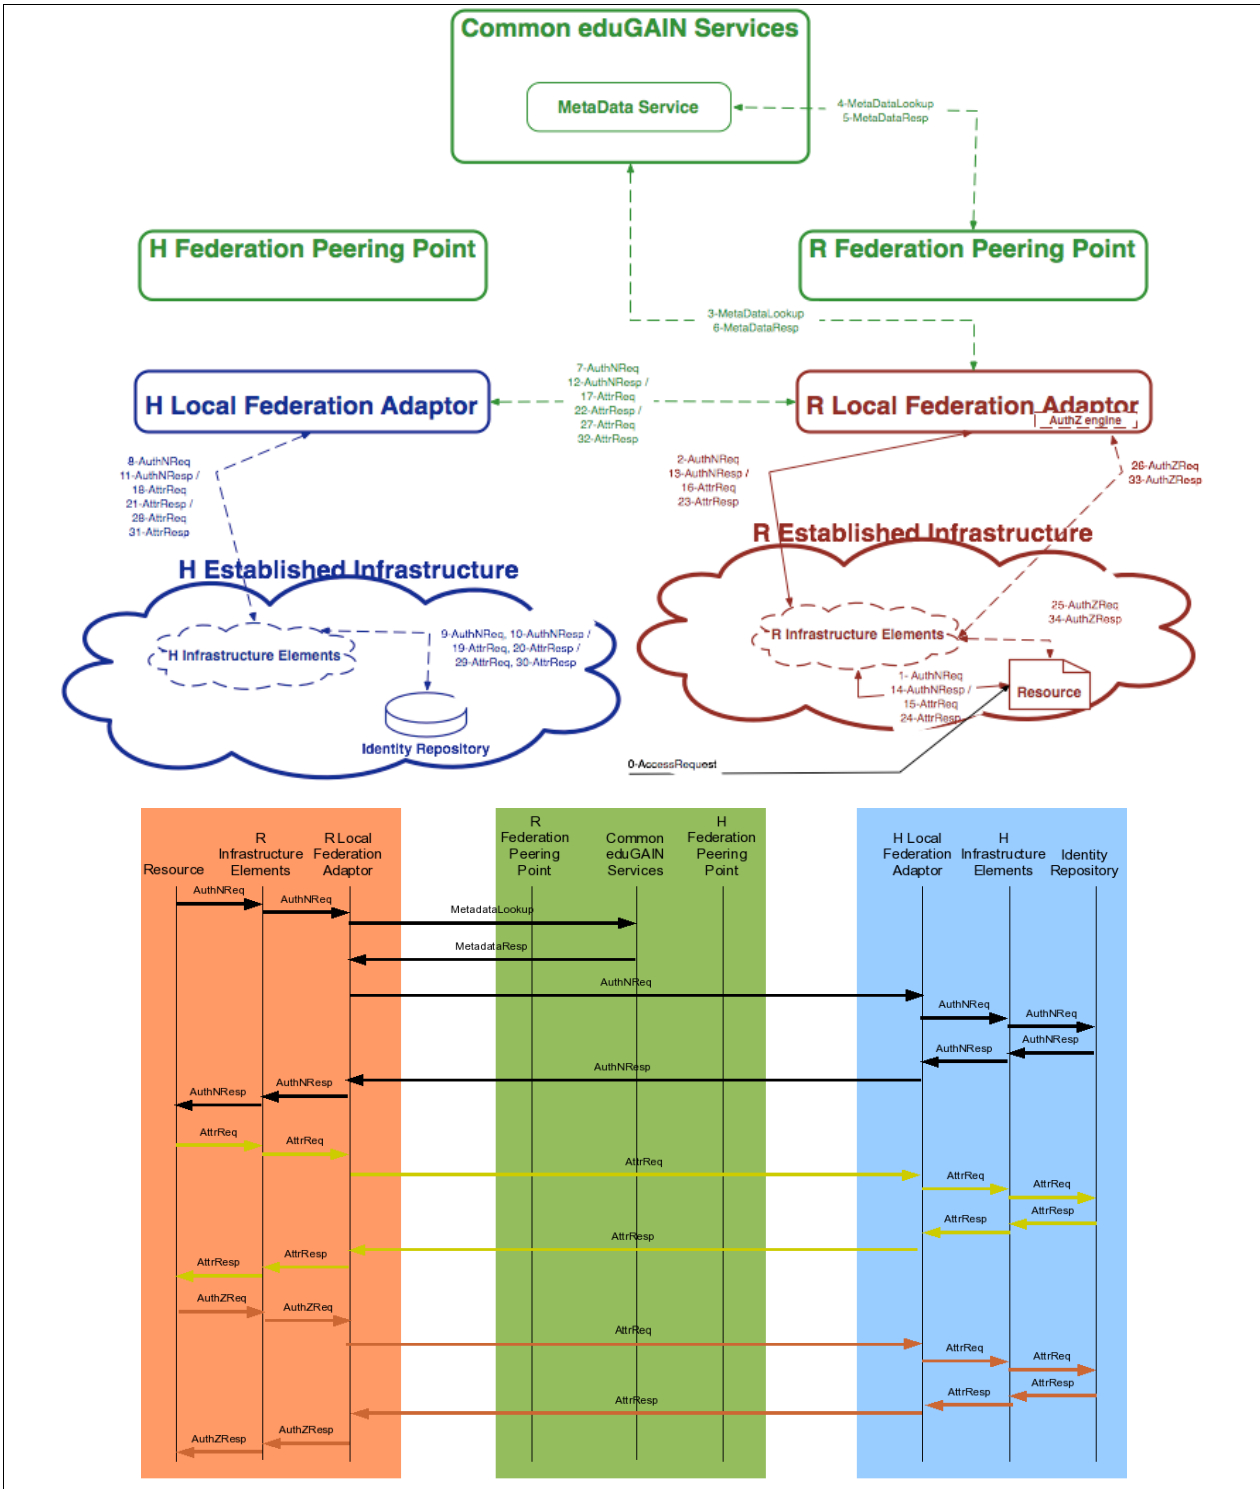 Common eduGAIN Services
MetaData Service
4-MetaDataLookup
5-MetaDataResp
H Federation Peering Point
R Federation Peering Point
3-MetaDataLookup
6-MetaDataResp
7-AuthNReq
12-AuthNResp /
17-AttrReq
22-AttrResp /
27-AttrReq
32-AttrResp
H Local Federation Adaptor
R Local Federation Adaptor
AuthZ engine
8-AuthNReq
11-AuthNResp /
18-AttrReq
21-AttrResp /
28-AttrReq
31-AttrResp
2-AuthNReq
13-AuthNResp /
16-AttrReq
23-AttrResp
26-AuthZReq
33-AuthZResp
H Established Infrastructure
R Established Infrastructure
H Infrastructure Elements
9-AuthNReq, 10-AuthNResp /
19-AttrReq, 20-AttrResp /
29-AttrReq, 30-AttrResp
Identity Repository
R Infrastructure Elements
25-AuthZReq
34-AuthZResp
1- AuthNReq
14-AuthNResp /
15-AttrReq
24-AttrResp
Resource
0-AccessRequest
Resource
R
Infrastructure
Elements
R Local
Federation
Adaptor
R
Federation
Peering
Point
Common
eduGAIN
Services
H
Federation
Peering
Point
H Local
Federation
Adaptor
H
Infrastructure
Elements
Identity
Repository
AuthNReq
AuthNReq
MetadataLookup
MetadataResp
AuthNReq
AuthNReq
AuthNReq
AuthNResp
AuthNResp
AuthNResp
AuthNResp
AuthNResp
AttrReq
AttrReq
AttrReq
AttrReq
AttrReq
AttrResp
AttrResp
AttrResp
AttrResp
AttrResp
AuthZReq
AuthZReq
AttrReq
AttrReq
AttrReq
AttrResp
AttrResp
AttrResp
AuthZResp
AuthZResp